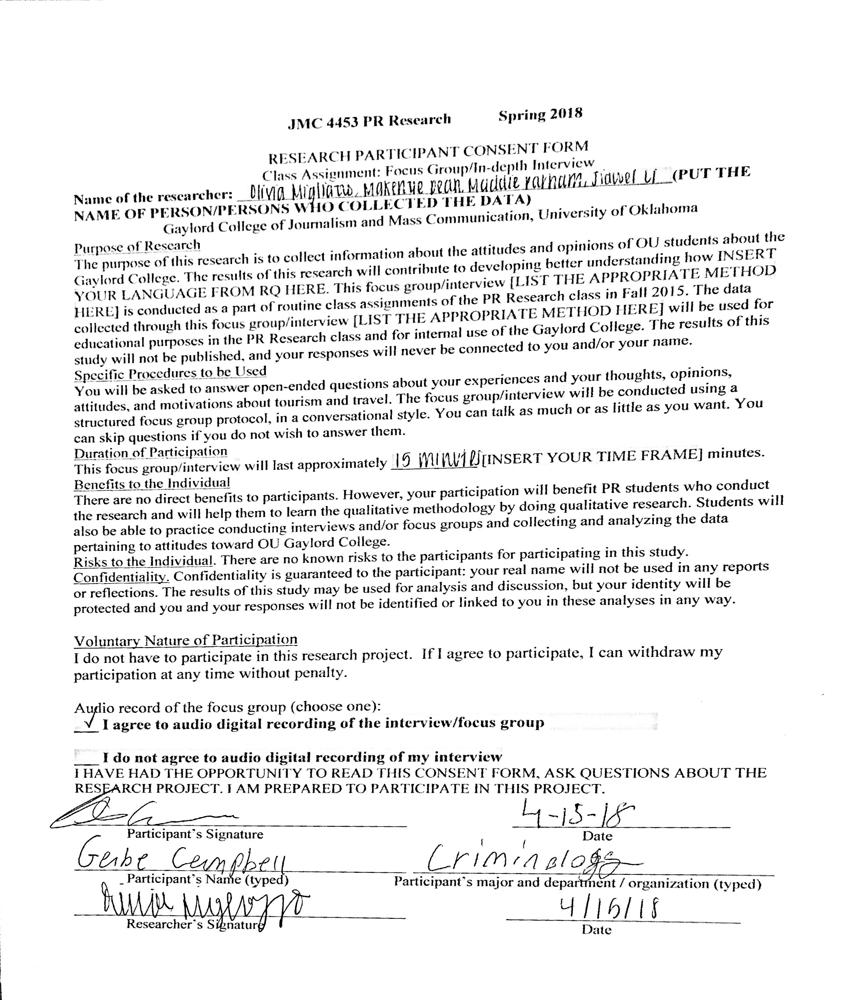 JMC 4453 PR Research Spring 2018
RESEARCH PARTICIPANT CONSENT FORM
Class Assignment: Focus Group/In-depth Interview
Name of the researcher: Olivia Makenzie Dean, Maddie Parham, Jiawei Li (PUT THE
NAME OF PERSON/PERSONS WHO COLLECTED THE DATA)
Gaylord College of Journalism and Mass Communication, University of Oklahoma
Purpose of Research
The purpose of this research is to collect information about the attitudes and opinions of OU students about the
Gaylord College. The results of this research will contribute to developing better understanding how INSERT
YOUR LANGUAGE FROM RQ HERE. This focus group/interview [LIST THE APPROPRIATE METHOD
HERE] is conducted as a part of routine class assignments of the PR Research class in Fall 2015. The data
collected through this focus group/interview [LIST THE APPROPRIATE METHOD HERE] will be used for
educational purposes in the PR Research class and for internal use of the Gaylord College. The results of this
study will not be published, and your responses will never be connected to you and/or your name.
Specific Procedures to be Used
You will be asked to answer open-ended questions about your experiences and your thoughts, opinions,
attitudes, and motivations about tourism and travel. The focus group/interview will be conducted using a
structured focus group protocol, in a conversational style. You can talk as much or as little as you want. You
can skip questions if you do not wish to answer them.
Duration of Participation
This focus group/interview will last approximately 15 minutes [INSERT YOUR TIME FRAME] minutes.
Benefits to the Individual
There are no direct benefits to participants. However, your participation will benefit PR students who conduct
the research and will help them to learn the qualitative methodology by doing qualitative research. Students will
also be able to practice conducting interviews and/or focus groups and collecting and analyzing the data
pertaining to attitudes toward OU Gaylord College.
Risks to the Individual. There are no known risks to the participants for participating in this study.
Confidentiality. Confidentiality is guaranteed to the participant: your real name will not be used in any reports
or reflections. The results of this study may be used for analysis and discussion, but your identity will be
protected and you and your responses will not be identified or linked to you in these analyses in any way.
Voluntary Nature of Participation
I do not have to participate in this research project. If I agree to participate, I can withdraw my
participation at any time without penalty.
Audio record of the focus group (choose one):
✓ I agree to audio digital recording of the interview/focus group
___ I do not agree to audio digital recording of my interview
I HAVE HAD THE OPPORTUNITY TO READ THIS CONSENT FORM, ASK QUESTIONS ABOUT THE
RESEARCH PROJECT. I AM PREPARED TO PARTICIPATE IN THIS PROJECT.
4-15-18
Participant's Signature Date
Campbell Criminology
Participant's Name (typed) Participant's major and department / organization (typed)
4/15/18
Researcher's Signature Date